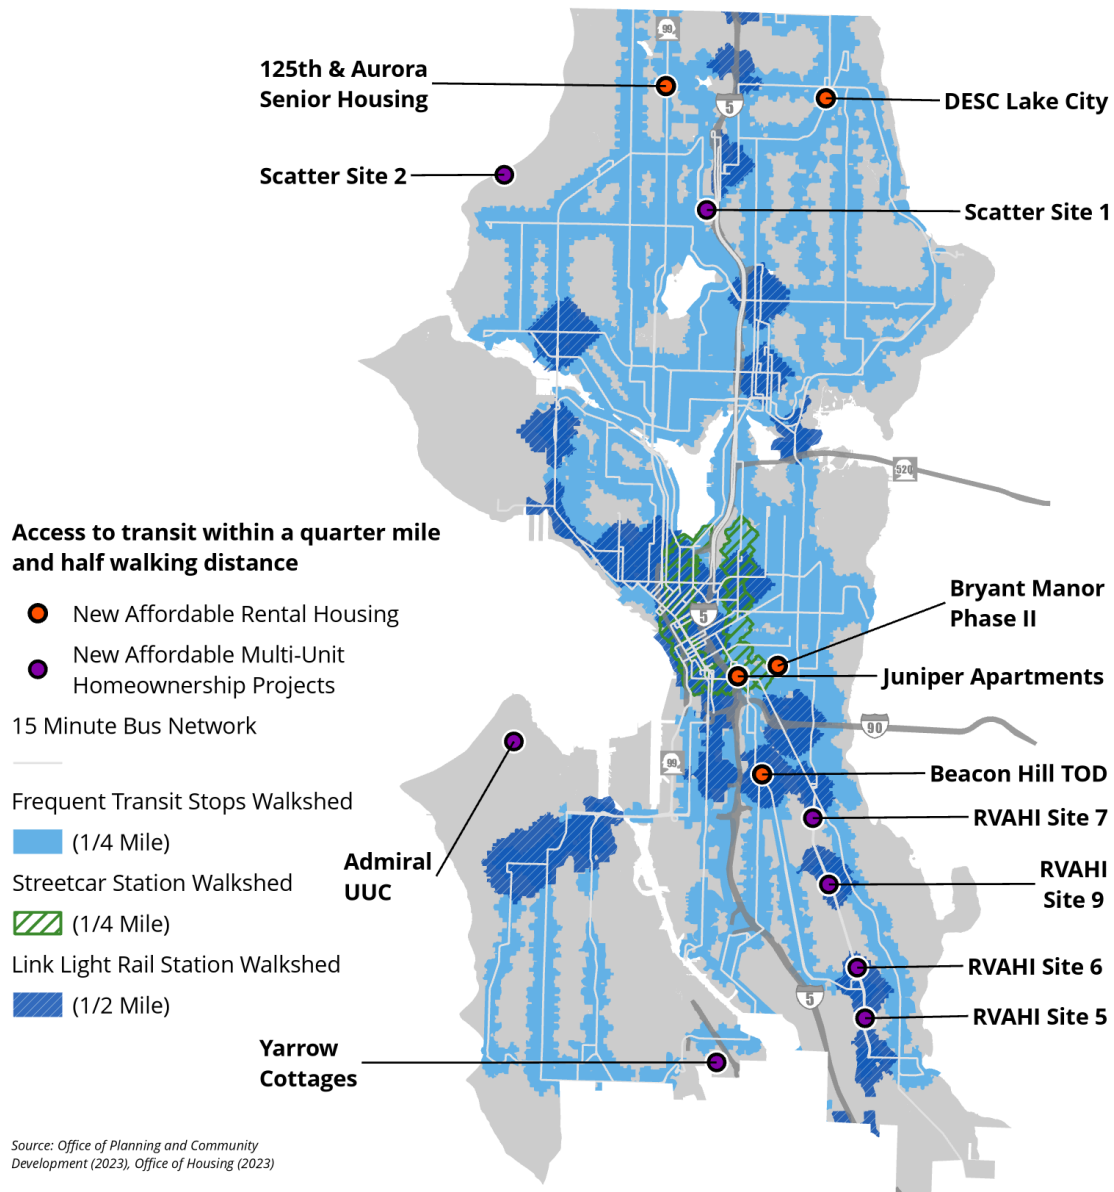 99
125th & Aurora
Senior Housing
5
DESC Lake City
Scatter Site 2
Scatter Site 1
520
Access to transit within a quarter mile
and half walking distance
New Affordable Rental Housing
New Affordable Multi-Unit
Homeownership Projects
15 Minute Bus Network
Frequent Transit Stops Walkshed
(1/4 Mile)
Streetcar Station Walkshed
(1/4 Mile)
Link Light Rail Station Walkshed
(1/2 Mile)
5
Bryant Manor
Phase II
Juniper Apartments
90
99
Beacon Hill TOD
RVAHI Site 7
Admiral
UUC
RVAHI
Site 9
RVAHI Site 6
5
RVAHI Site 5
Yarrow
Cottages
Source: Office of Planning and Community
Development (2023), Office of Housing (2023)